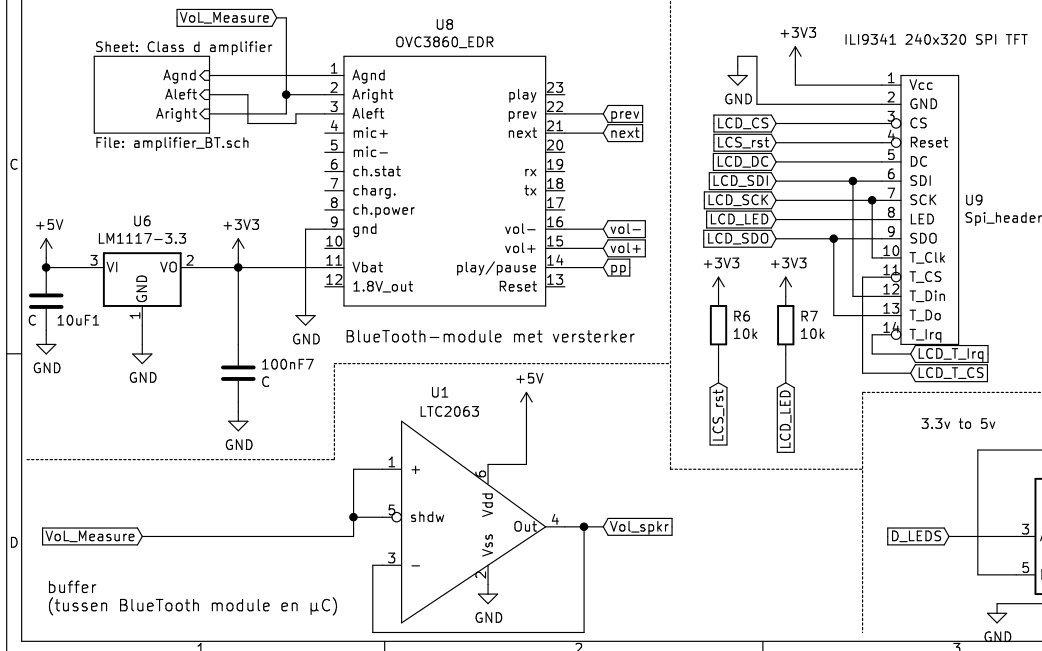 VoL_Measure
Sheet: Class d amplifier
Agnd
Aleft
Aright
File: amplifier_BT.sch
U8
OVC3860_EDR
1 Agnd
2 Aright
3 Aleft
4 mic+
5 mic-
6 ch.stat
7 charg.
8 ch.power
9 gnd
10
11 Vbat
12 1.8V_out
play 23
prev 22 prev
next 21 next
20
rx 19
tx 18
17
vol- 16 vol-
vol+ 15 vol+
play/pause 14 pp
Reset 13
GND
BlueTooth-module met versterker
+5V
U6
LM1117-3.3
+3V3
3 VI VO 2
GND
1
C 10uF1
GND
GND
100nF7
C
GND
ILI9341 240x320 SPI TFT
+3V3
GND
1 Vcc
2 GND
LCD_CS 3 CS
LCS_rst 4 Reset
LCD_DC 5 DC
LCD_SDI 6 SDI
LCD_SCK 7 SCK
LCD_LED 8 LED
LCD_SDO 9 SDO
10 T_Clk
11 T_CS
12 T_Din
13 T_Do
14 T_Irq
U9
Spi_header
LCD_T_Irq
LCD_T_CS
+3V3
R6
10k
LCS_rst
+3V3
R7
10k
LCD_LED
U1
LTC2063
+5V
1 +
5 shdw
3 -
6 Vdd
Vss 2
Out 4
Vol_spkr
GND
VoL_Measure
buffer
(tussen BlueTooth module en µC)
3.3v to 5v
D_LEDS
3
5
GND
C
D
1
2
3